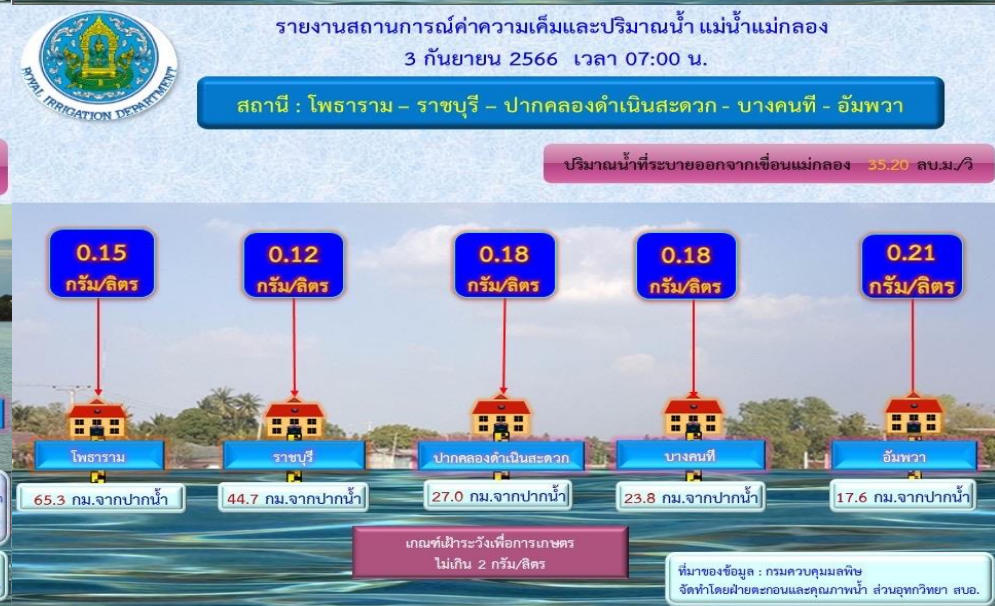 รายงานสถานการณ์ค่าความเค็มและปริมาณน้ำ แม่น้ำแม่กลอง
3 กันยายน 2566 เวลา 07:00 น.
ROYAL IRRIGATION DEPARTMENT
สถานี : โพธาราม – ราชบุรี – ปากคลองดำเนินสะดวก - บางคนที - อัมพวา
ปริมาณน้ำที่ระบายออกจากเขื่อนแม่กลอง 35.20 ลบ.ม./วิ
0.15
กรัม/ลิตร
0.12
กรัม/ลิตร
0.18
กรัม/ลิตร
0.18
กรัม/ลิตร
0.21
กรัม/ลิตร
โพธาราม
ราชบุรี
ปากคลองดำเนินสะดวก
บางคนที
อัมพวา
65.3 กม.จากปากน้ำ
44.7 กม.จากปากน้ำ
27.0 กม.จากปากน้ำ
23.8 กม.จากปากน้ำ
17.6 กม.จากปากน้ำ
เกณฑ์เฝ้าระวังเพื่อการเกษตร
ไม่เกิน 2 กรัม/ลิตร
ที่มาของข้อมูล : กรมควบคุมมลพิษ
จัดทำโดยฝ่ายตะกอนและคุณภาพน้ำ ส่วนอุทกวิทยา สบอ.